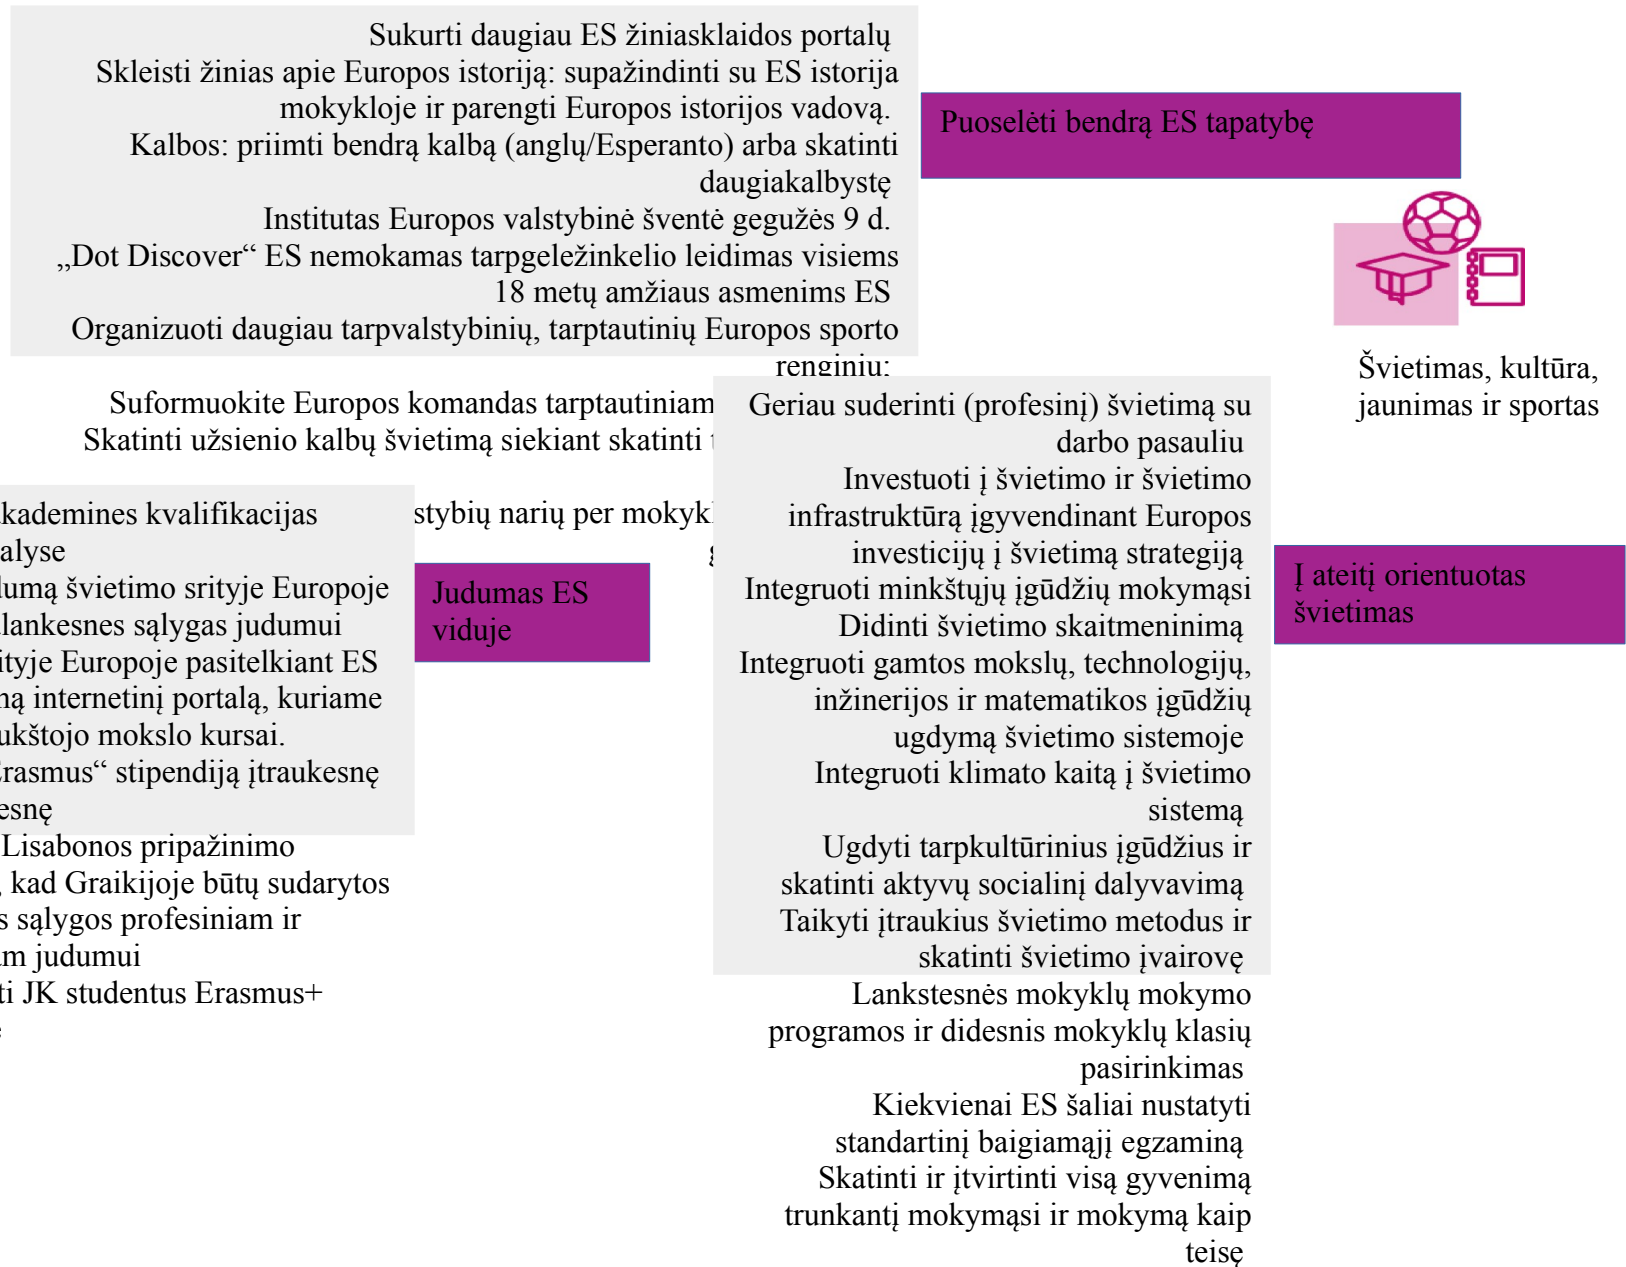 Sukurti daugiau ES žiniasklaidos portalų
Skleisti žinias apie Europos istoriją: supažindinti su ES istorija
mokykloje ir parengti Europos istorijos vadovą.
Kalbos: priimti bendrą kalbą (anglų/Esperanto) arba skatinti
daugiakalbystę
Institutas Europos valstybinė šventė gegužės 9 d.
„Dot Discover“ ES nemokamas tarpgeležinkelio leidimas visiems
18 metų amžiaus asmenims ES
Organizuoti daugiau tarpvalstybinių, tarptautinių Europos sporto
renginių;
Suformuokite Europos komandas tarptautiniam
Skatinti užsienio kalbų švietimą siekiant skatinti
stybių narių per mokykl
Puoselėti bendrą ES tapatybę
Švietimas, kultūra,
jaunimas ir sportas
Geriau suderinti (profesinį) švietimą su
darbo pasauliu
Investuoti į švietimo ir švietimo
infrastruktūrą įgyvendinant Europos
investicijų į švietimą strategiją
Integruoti minkštųjų įgūdžių mokymąsi
Didinti švietimo skaitmeninimą
Integruoti gamtos mokslų, technologijų,
inžinerijos ir matematikos įgūdžių
ugdymą švietimo sistemoje
Integruoti klimato kaitą į švietimo
sistemą
Ugdyti tarpkultūrinius įgūdžius ir
skatinti aktyvų socialinį dalyvavimą
Taikyti įtraukius švietimo metodus ir
skatinti švietimo įvairovę
Lankstesnės mokyklų mokymo
programos ir didesnis mokyklų klasių
pasirinkimas
Kiekvienai ES šaliai nustatyti
standartinį baigiamąjį egzaminą
Skatinti ir įtvirtinti visą gyvenimą
trunkantį mokymąsi ir mokymą kaip
teisę
Į ateitį orientuotas
švietimas
kademines kvalifikacijas
alyse
lumą švietimo srityje Europoje
lankesnes sąlygas judumui
ityje Europoje pasitelkiant ES
ną internetinį portalą, kuriame
ukštojo mokslo kursai.
Erasmus“ stipendiją įtraukesnę
esnę
Lisabonos pripažinimo
, kad Graikijoje būtų sudarytos
s sąlygos profesiniam ir
am judumui
ti JK studentus Erasmus+
Judumas ES
viduje